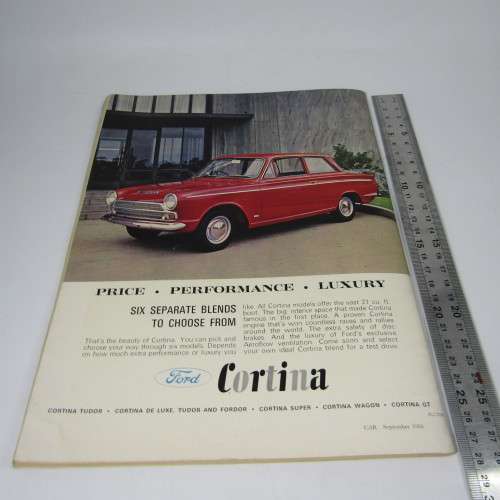 PRICE • PERFORMANCE • LUXURY
SIX SEPARATE BLENDS
TO CHOOSE FROM
That's the beauty of Cortina. You can pick and
choose your way through six models. Depends
on how much extra performance or luxury you
like. All Cortina models offer the vast 21 cu. ft.
boot. The big interior space that made Cortina
famous in the first place. A proven Cortina
engine that's won countless races and rallies
around the world. The extra safety of disc
brakes. And the luxury of Ford's exclusive
Aeroflow ventilation. Come soon and select
your own ideal Cortina blend for a test drive.
Ford Cortina
CORTINA TUDOR • CORTINA DE LUXE, TUDOR AND FORDOR • CORTINA SUPER • CORTINA WAGON • CORTINA GT
CAR September